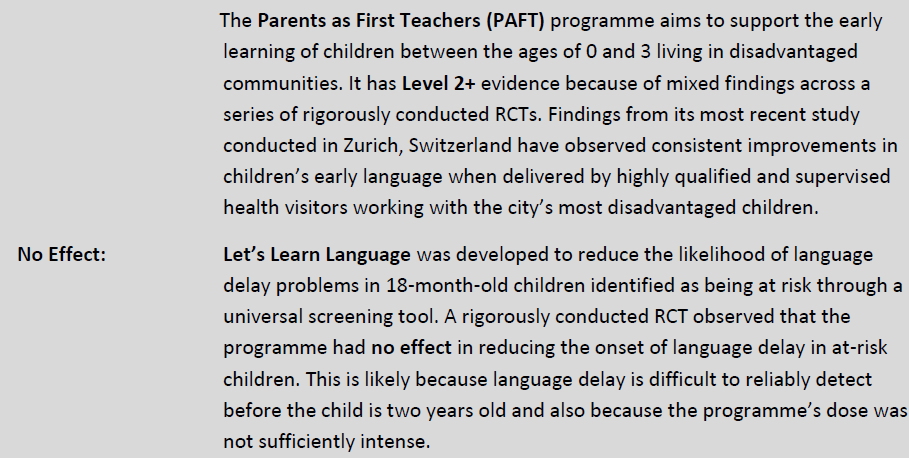 The Parents as First Teachers (PAFT) programme aims to support the early
learning of children between the ages of 0 and 3 living in disadvantaged
communities. It has Level 2+ evidence because of mixed findings across a
series of rigorously conducted RCTs. Findings from its most recent study
conducted in Zurich, Switzerland have observed consistent improvements in
children’s early language when delivered by highly qualified and supervised
health visitors working with the city’s most disadvantaged children.
No Effect: Let’s Learn Language was developed to reduce the likelihood of language
delay problems in 18-month-old children identified as being at risk through a
universal screening tool. A rigorously conducted RCT observed that the
programme had no effect in reducing the onset of language delay in at-risk
children. This is likely because language delay is difficult to reliably detect
before the child is two years old and also because the programme’s dose was
not sufficiently intense.